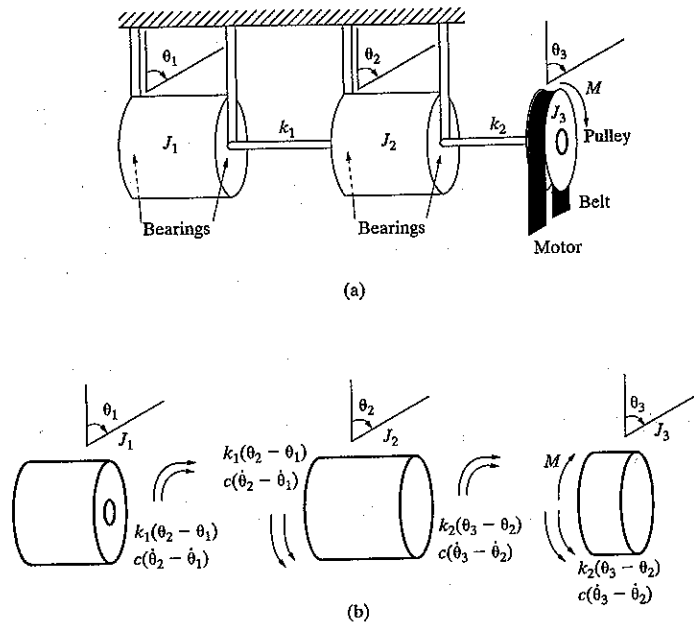 θ₁
θ₂
θ₃
M
J₁
k₁
J₂
k₂
J₃
Pulley
Bearings
Bearings
Belt
Motor
(a)
θ₁
J₁
θ₂
J₂
θ₃
J₃
k₁(θ₂ − θ₁)
c(θ̇₂ − θ̇₁)
M
k₁(θ₂ − θ₁)
c(θ̇₂ − θ̇₁)
k₂(θ₃ − θ₂)
c(θ̇₃ − θ̇₂)
k₂(θ₃ − θ₂)
c(θ̇₃ − θ̇₂)
(b)